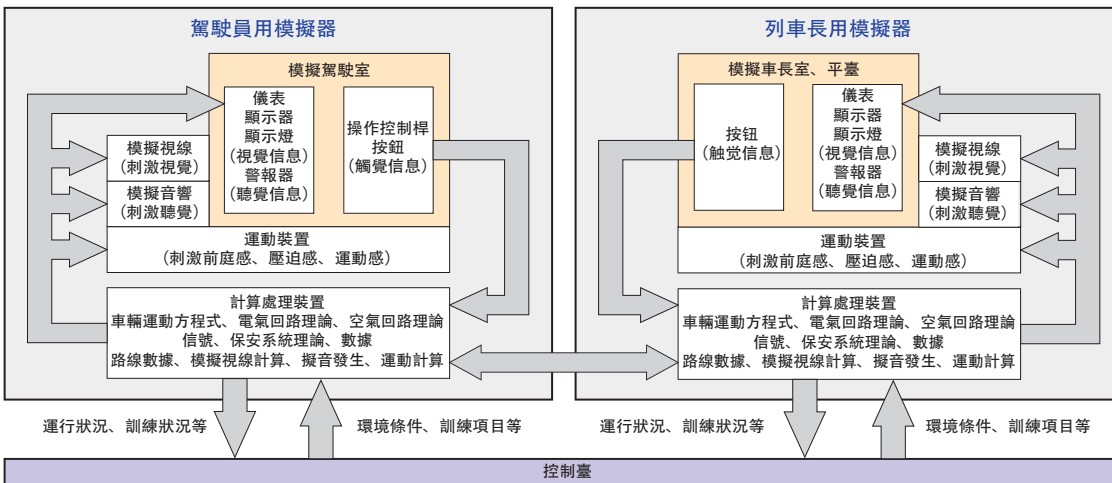 駕駛員用模擬器
模擬駕駛室
儀表
顯示器
顯示燈
(視覺信息)
警報器
(聽覺信息)
操作控制桿
按鈕
(觸覺信息)
模擬視線
(刺激視覺)
模擬音響
(刺激聽覺)
運動裝置
(刺激前庭感、壓迫感、運動感)
計算處理裝置
車輛運動方程式、電氣回路理論、空氣回路理論
信號、保安系統理論、數據
路線數據、模擬視線計算、擬音發生、運動計算
列車長用模擬器
模擬車長室、平臺
按钮
(触觉信息)
儀表
顯示器
顯示燈
(視覺信息)
警報器
(聽覺信息)
模擬視線
(刺激視覺)
模擬音響
(刺激聽覺)
運動裝置
(刺激前庭感、壓迫感、運動感)
計算處理裝置
車輛運動方程式、電氣回路理論、空氣回路理論
信號、保安系統理論、數據
路線數據、模擬視線計算、擬音發生、運動計算
運行狀況、訓練狀況等
環境條件、訓練項目等
運行狀況、訓練狀況等
環境條件、訓練項目等
控制臺